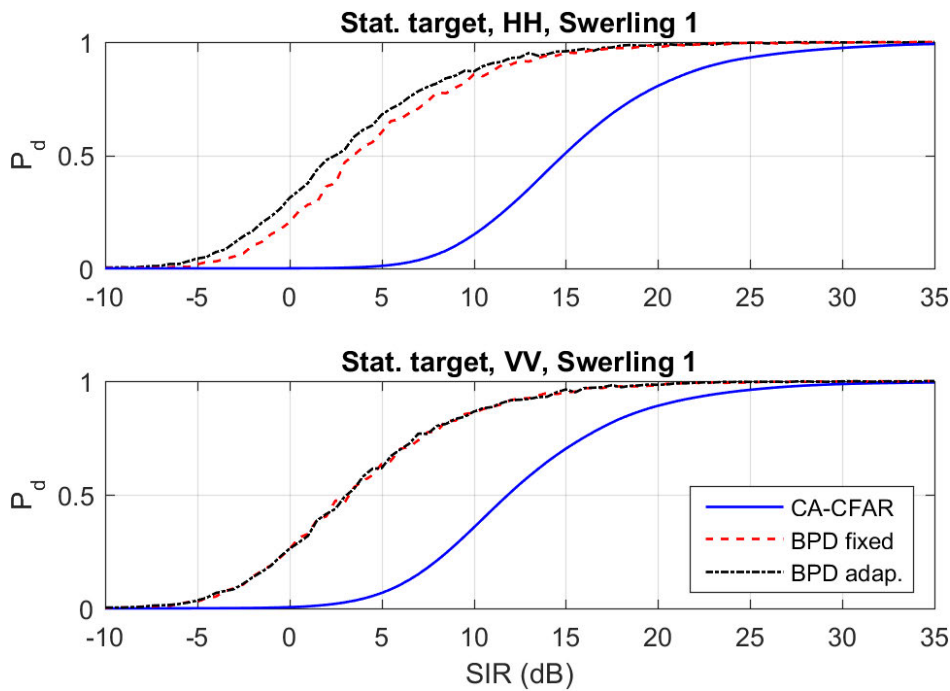 Stat. target, HH, Swerling 1
1
0.5
0
P_d
-10 -5 0 5 10 15 20 25 30 35
Stat. target, VV, Swerling 1
1
0.5
0
P_d
CA-CFAR
BPD fixed
BPD adap.
-10 -5 0 5 10 15 20 25 30 35
SIR (dB)